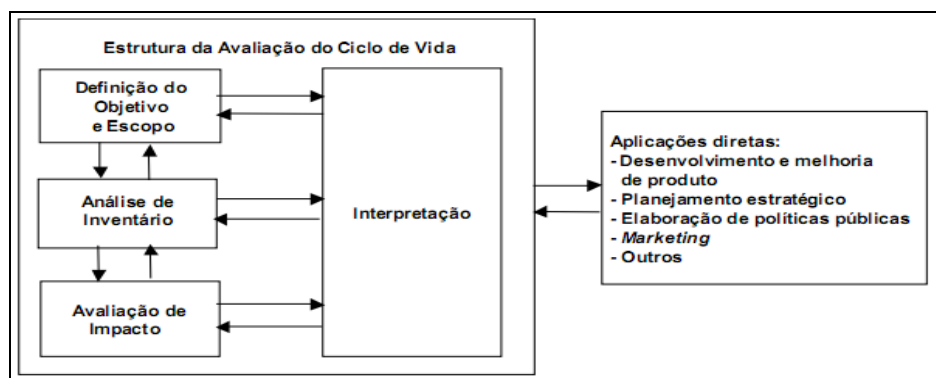 Estrutura da Avaliação do Ciclo de Vida
Definição do
Objetivo
e Escopo
Análise de
Inventário
Avaliação de
Impacto
Interpretação
Aplicações diretas:
- Desenvolvimento e melhoria
de produto
- Planejamento estratégico
- Elaboração de políticas públicas
- Marketing
- Outros